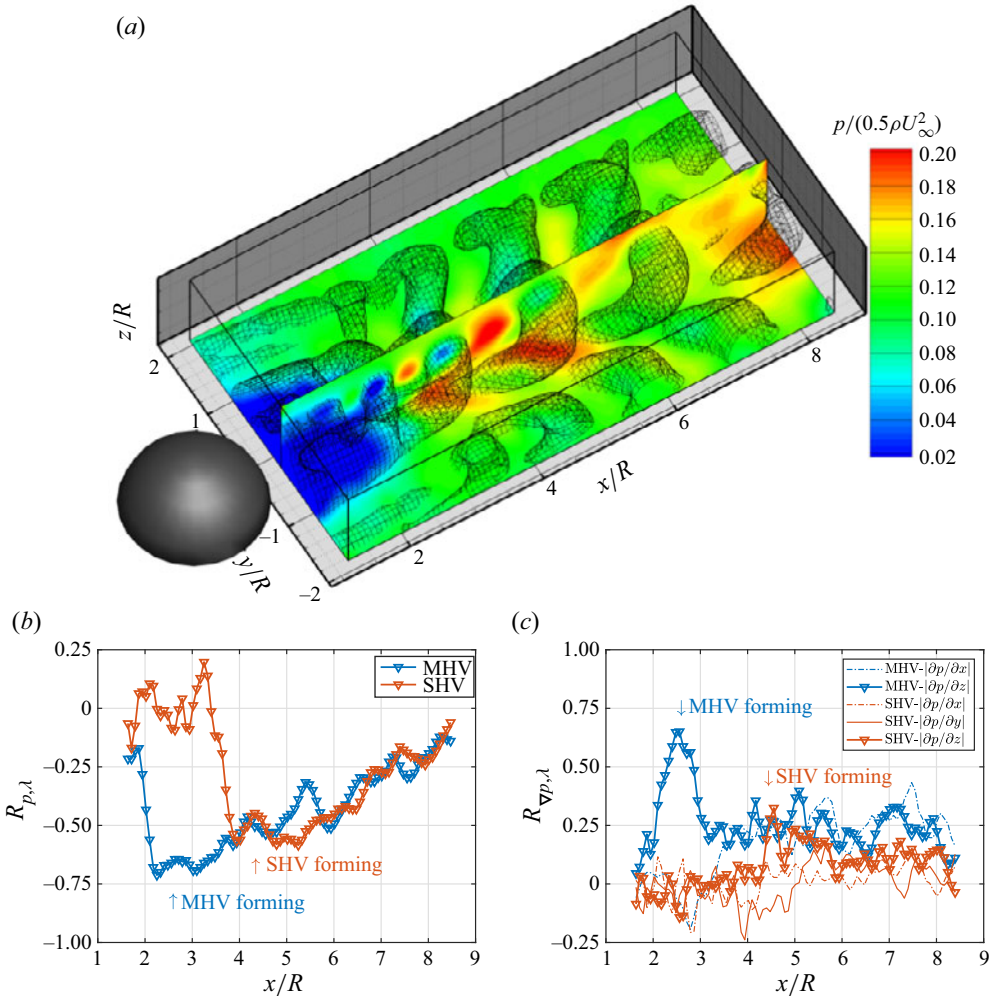 (a)
p/(0.5ρU²∞)
0.20
0.18
0.16
0.14
0.12
0.10
0.08
0.06
0.04
0.02
z/R
2
1
–1
–2
y/R
2
4
6
8
x/R
(b)
0.25
0
–0.25
–0.50
–0.75
–1.00
R_{p,λ}
MHV
SHV
↑ SHV forming
↑ MHV forming
1 2 3 4 5 6 7 8 9
x/R
(c)
1.00
0.75
0.50
0.25
0
–0.25
R_{∇p,λ}
MHV-|∂p/∂x|
MHV-|∂p/∂z|
SHV-|∂p/∂x|
SHV-|∂p/∂y|
SHV-|∂p/∂z|
↓ MHV forming
↓ SHV forming
1 2 3 4 5 6 7 8 9
x/R